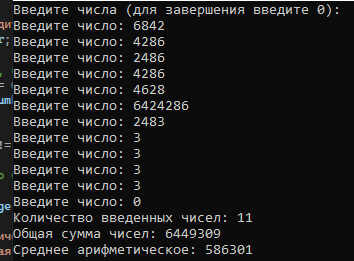 Введите числа (для завершения введите 0):
Введите число: 6842
Введите число: 4286
Введите число: 2486
Введите число: 4286
Введите число: 4628
Введите число: 6424286
Введите число: 2483
Введите число: 3
Введите число: 3
Введите число: 3
Введите число: 3
Введите число: 0
Количество введенных чисел: 11
Общая сумма чисел: 6449309
Среднее арифметическое: 586301